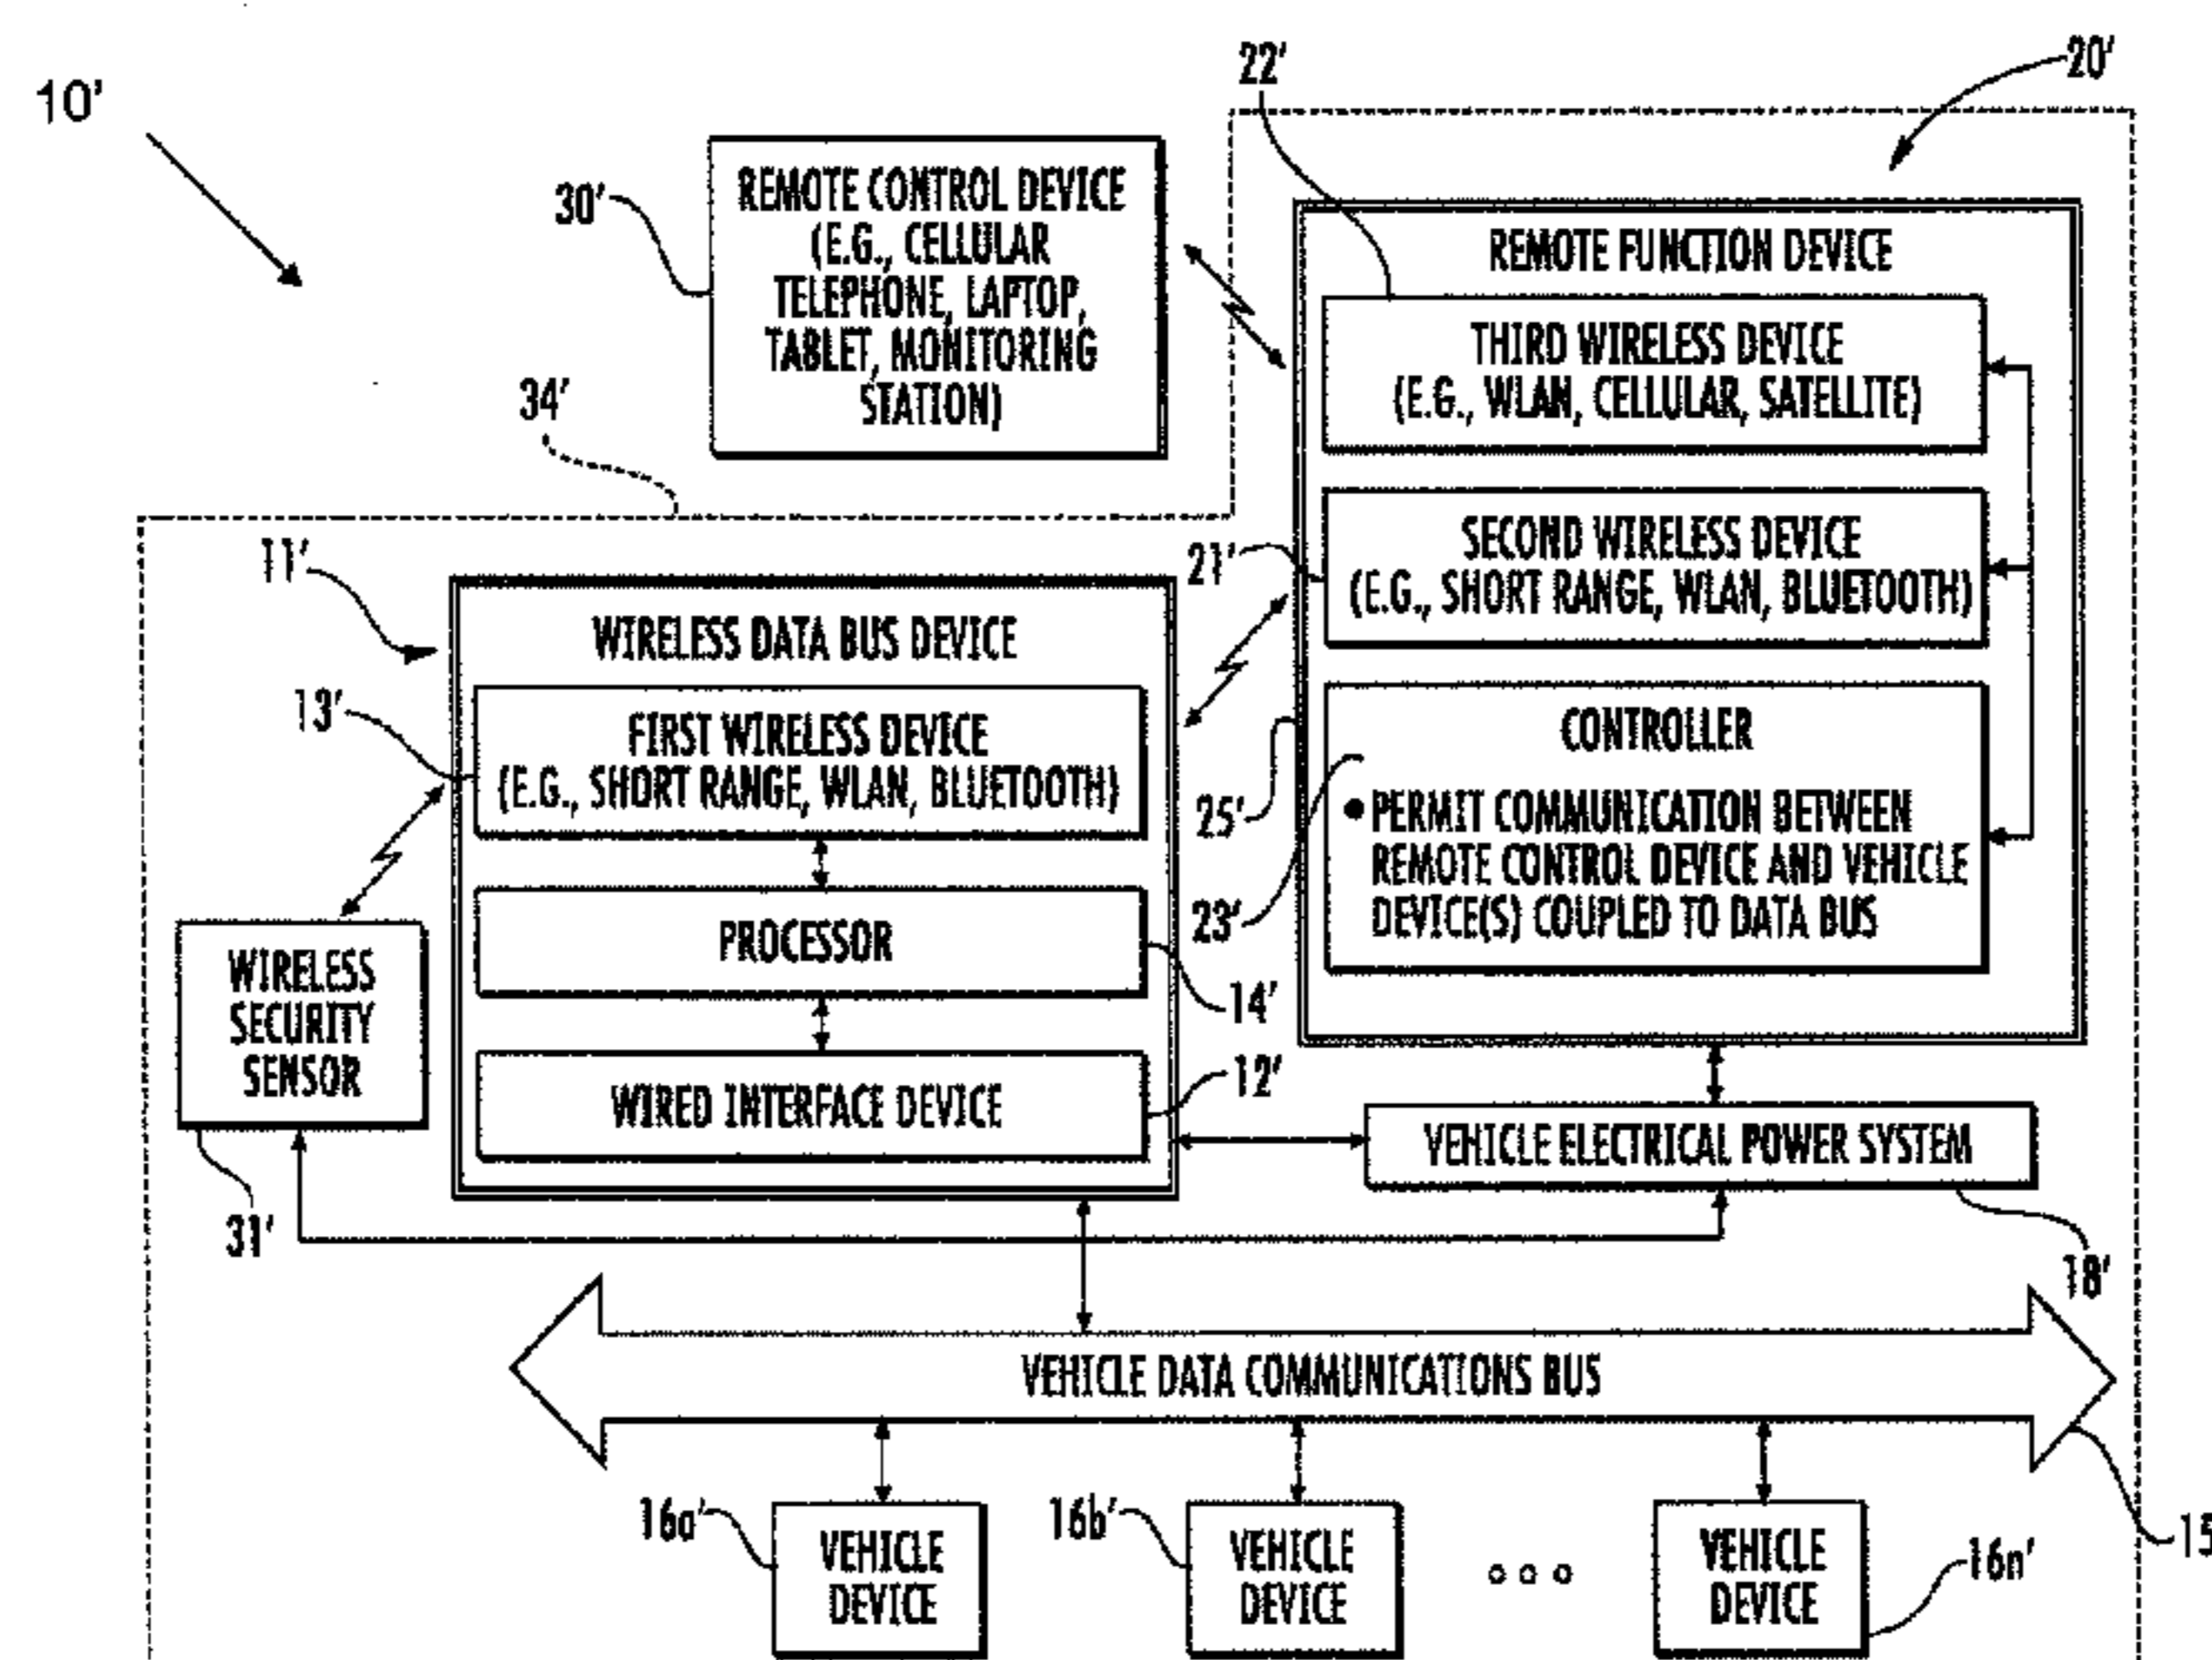 10'
22'
20'
30'
REMOTE CONTROL DEVICE
(E.G., CELLULAR
TELEPHONE, LAPTOP,
TABLET, MONITORING
STATION)
REMOTE FUNCTION DEVICE
THIRD WIRELESS DEVICE
(E.G., WLAN, CELLULAR, SATELLITE)
34'
21'
SECOND WIRELESS DEVICE
(E.G., SHORT RANGE, WLAN, BLUETOOTH)
11'
WIRELESS DATA BUS DEVICE
13'
FIRST WIRELESS DEVICE
(E.G., SHORT RANGE, WLAN, BLUETOOTH)
25'
23'
CONTROLLER
• PERMIT COMMUNICATION BETWEEN
REMOTE CONTROL DEVICE AND VEHICLE
DEVICE(S) COUPLED TO DATA BUS
PROCESSOR
14'
WIRELESS
SECURITY
SENSOR
31'
WIRED INTERFACE DEVICE
12'
VEHICLE ELECTRICAL POWER SYSTEM
18'
VEHICLE DATA COMMUNICATIONS BUS
15
16a'
VEHICLE
DEVICE
16b'
VEHICLE
DEVICE
VEHICLE
DEVICE
16n'